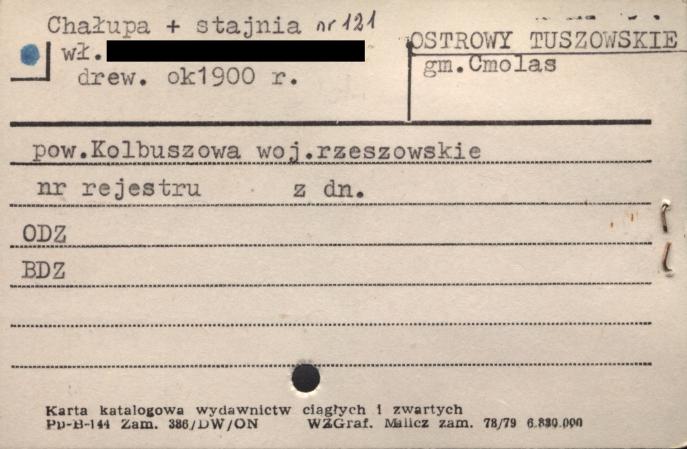 Chałupa + stajnia nr 121
wł.
drew. ok1900 r.
OSTROWY TUSZOWSKIE
gm.Cmolas
pow.Kolbuszowa woj.rzeszowskie
nr rejestru z dn.
ODZ
BDZ
Karta katalogowa wydawnictw ciągłych i zwartych
Pu-B-144 Zam. 386/DW/ON WZGraf. Malicz zam. 78/79 6.880.000